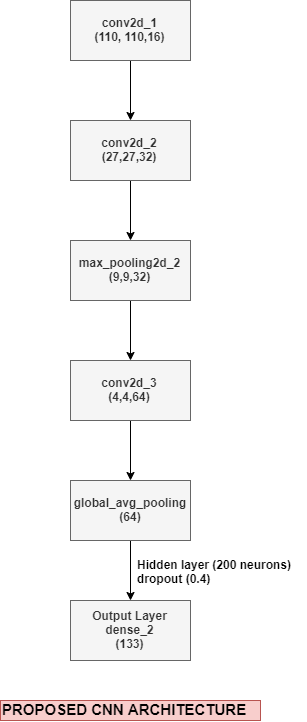 conv2d_1
(110, 110,16)
conv2d_2
(27,27,32)
max_pooling2d_2
(9,9,32)
conv2d_3
(4,4,64)
global_avg_pooling
(64)
Hidden layer (200 neurons)
dropout (0.4)
Output Layer
dense_2
(133)
PROPOSED CNN ARCHITECTURE